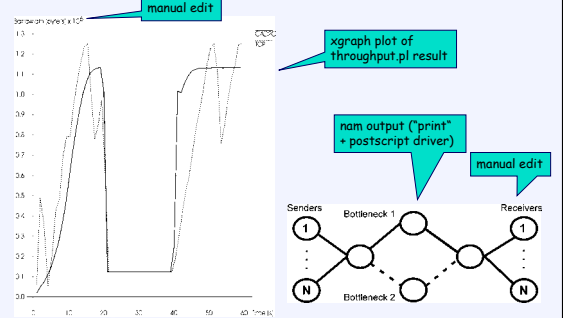 manual edit
Bandwidth (byte/s) x 10⁶
1.3
1.2
1.1
1.0
0.9
0.8
0.7
0.6
0.5
0.4
0.3
0.2
0.1
0.0
0
10
20
30
40
50
60
Time (s)
CADPC
TCP
xgraph plot of
throughput.pl result
nam output ("print"
+ postscript driver)
manual edit
Senders
Bottleneck 1
Receivers
1
1
N
N
Bottleneck 2